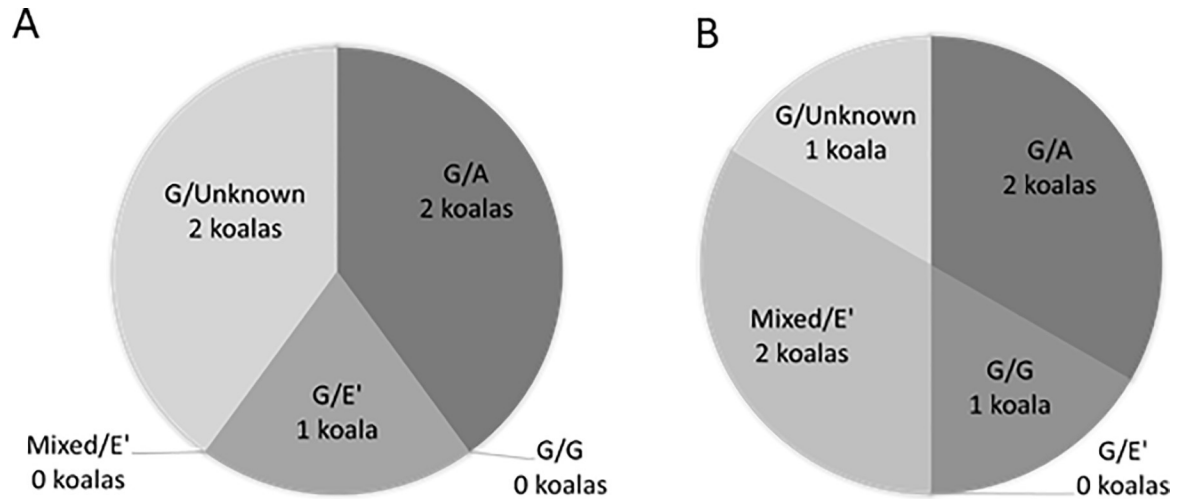 A
G/Unknown
2 koalas
G/A
2 koalas
G/E'
1 koala
Mixed/E'
0 koalas
G/G
0 koalas
B
G/Unknown
1 koala
G/A
2 koalas
Mixed/E'
2 koalas
G/G
1 koala
G/E'
0 koalas